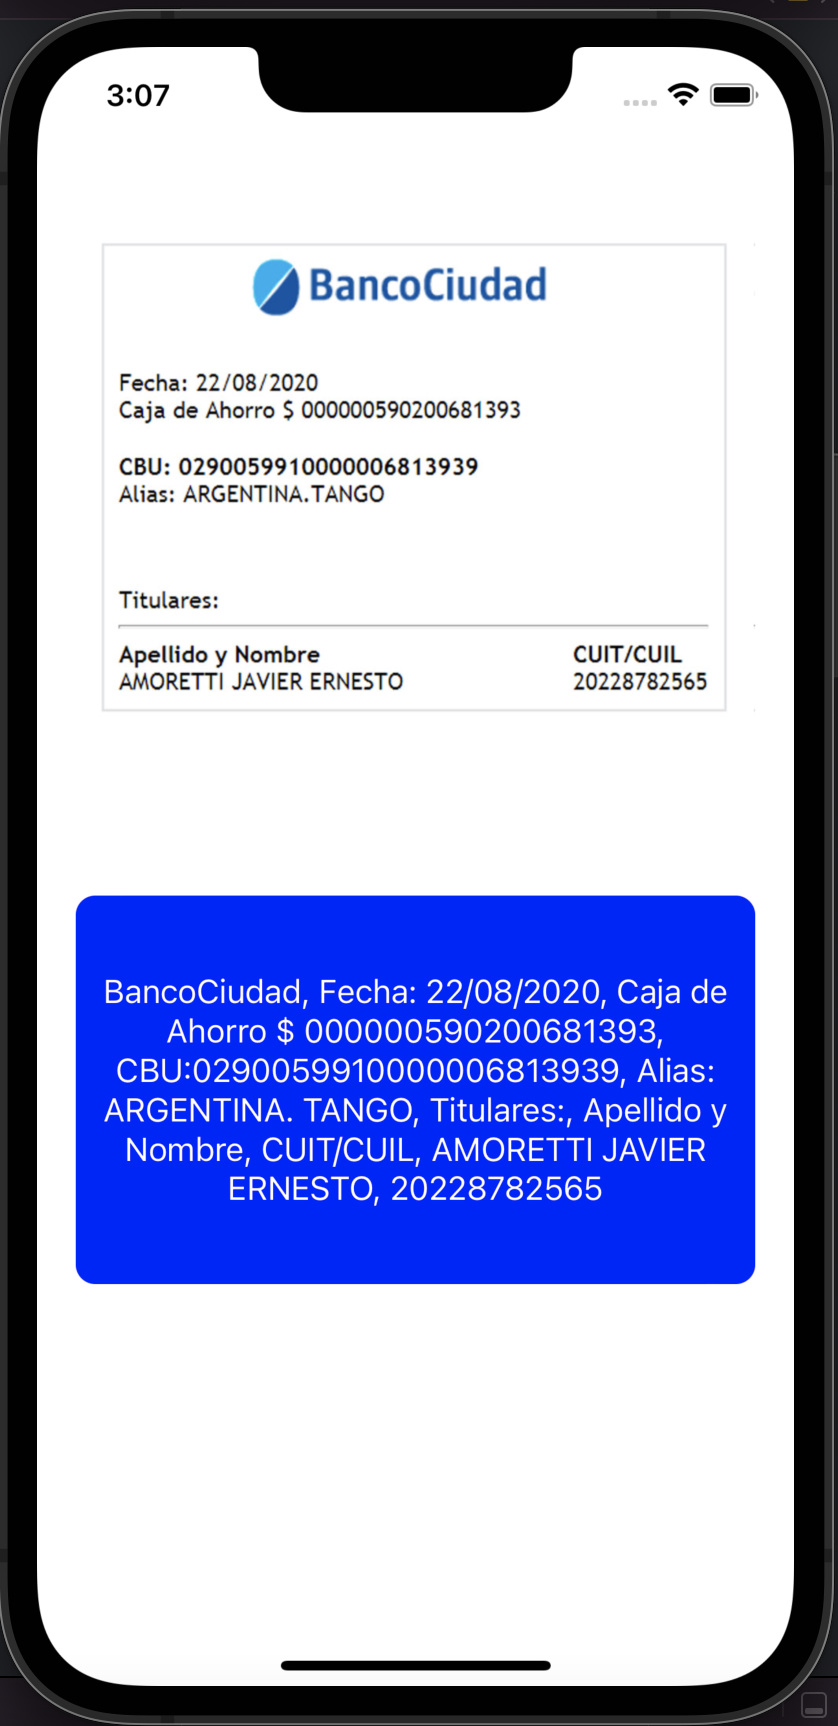 3:07
BancoCiudad
Fecha: 22/08/2020
Caja de Ahorro $ 000000590200681393
CBU: 0290059910000006813939
Alias: ARGENTINA.TANGO
Titulares:
Apellido y Nombre CUIT/CUIL
AMORETTI JAVIER ERNESTO 20228782565
BancoCiudad, Fecha: 22/08/2020, Caja de
Ahorro $ 000000590200681393,
CBU:0290059910000006813939, Alias:
ARGENTINA. TANGO, Titulares:, Apellido y
Nombre, CUIT/CUIL, AMORETTI JAVIER
ERNESTO, 20228782565